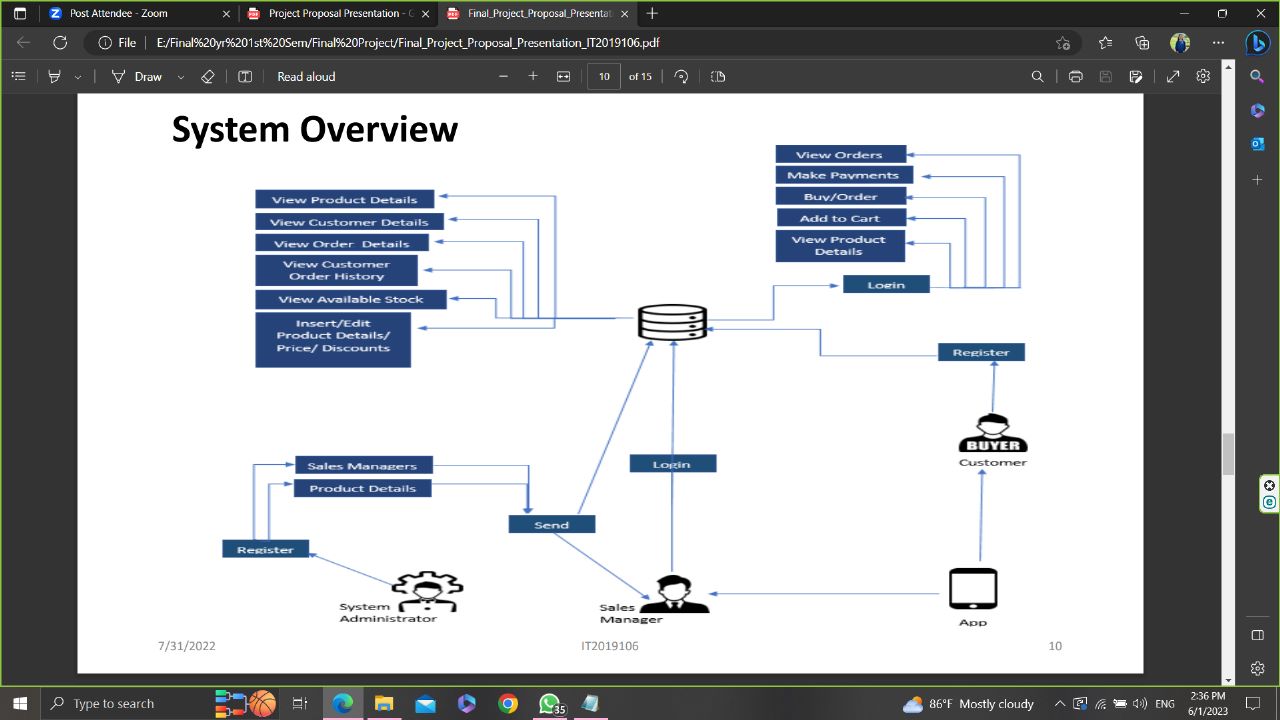 Post Attendee - Zoom
Project Proposal Presentation - G
Final_Project_Proposal_Presentat
File
E:/Final%20yr%201st%20Sem/Final%20Project/Final_Project_Proposal_Presentation_IT2019106.pdf
Draw
Read aloud
10
of 15
System Overview
View Orders
Make Payments
Buy/Order
Add to Cart
View Product
Details
Login
View Product Details
View Customer Details
View Order Details
View Customer
Order History
View Available Stock
Insert/Edit
Product Details/
Price/ Discounts
Register
BUYER
Customer
Sales Managers
Product Details
Login
Send
Register
System
Administrator
Sales
Manager
App
7/31/2022
IT2019106
10
Type to search
35
86°F Mostly cloudy
ENG
2:36 PM
6/1/2023